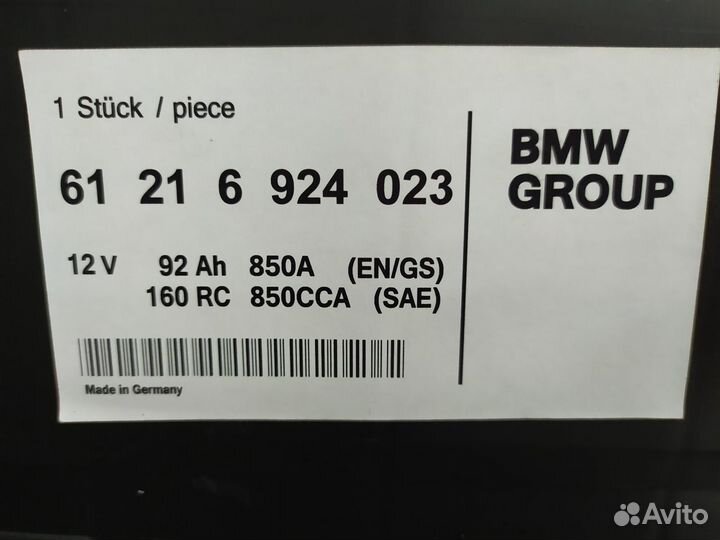 1 Stück / piece
61 21 6 924 023
12 V 92 Ah 850A (EN/GS)
160 RC 850CCA (SAE)
Made in Germany
BMW
GROUP
Avito